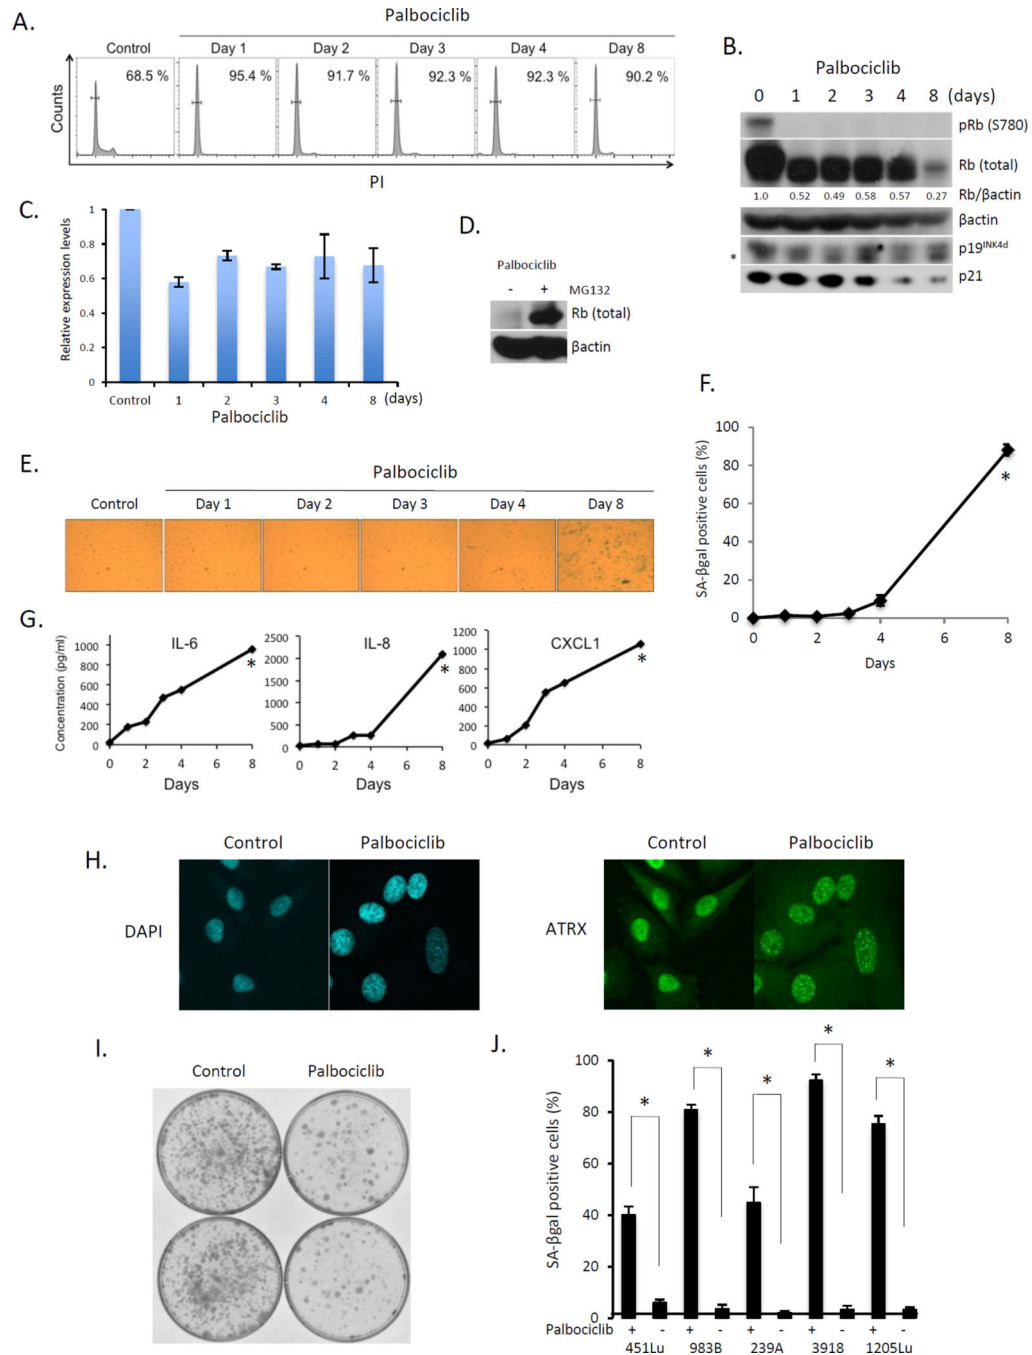 A.
Palbociclib
Control Day 1 Day 2 Day 3 Day 4 Day 8
68.5 % 95.4 % 91.7 % 92.3 % 92.3 % 90.2 %
Counts
PI
B.
Palbociclib
0 1 2 3 4 8 (days)
pRb (S780)
Rb (total)
1.0 0.52 0.49 0.58 0.57 0.27 Rb/βactin
βactin
* p19INK4d
p21
C.
Relative expression levels
1
0.8
0.6
0.4
0.2
0
Control 1 2 3 4 8 (days)
Palbociclib
D.
Palbociclib
- + MG132
Rb (total)
βactin
E.
Palbociclib
Control Day 1 Day 2 Day 3 Day 4 Day 8
F.
SA-βgal positive cells (%)
100
80
60
40
20
0
*
0 2 4 6 8
Days
G.
Concentration (pg/ml)
IL-6
1000
800
600
400
200
0
*
0 2 4 6 8
Days
IL-8
2500
2000
1500
1000
500
0
*
0 2 4 6 8
Days
CXCL1
1200
1000
800
600
400
200
0
*
0 2 4 6 8
Days
H.
Control Palbociclib
DAPI
Control Palbociclib
ATRX
I.
Control Palbociclib
J.
SA-βgal positive cells (%)
100
80
60
40
20
0
* * * * *
Palbociclib + - + - + - + - + -
451Lu 983B 239A 3918 1205Lu